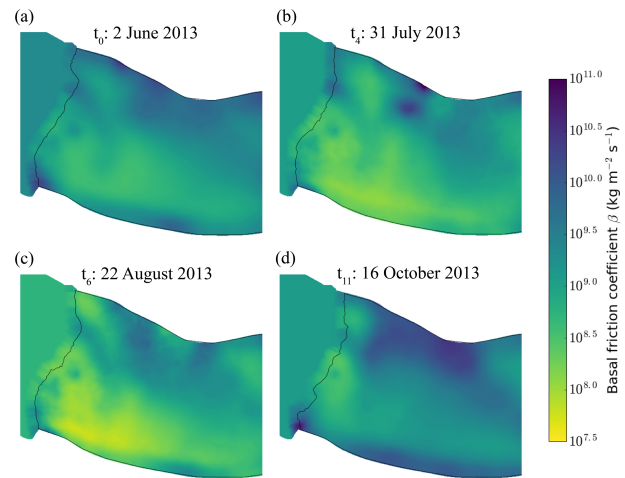 (a)
t0: 2 June 2013
(b)
t4: 31 July 2013
(c)
t6: 22 August 2013
(d)
t11: 16 October 2013
10^11.0
10^10.5
10^10.0
10^9.5
10^9.0
10^8.5
10^8.0
10^7.5
Basal friction coefficient β (kg m⁻² s⁻¹)